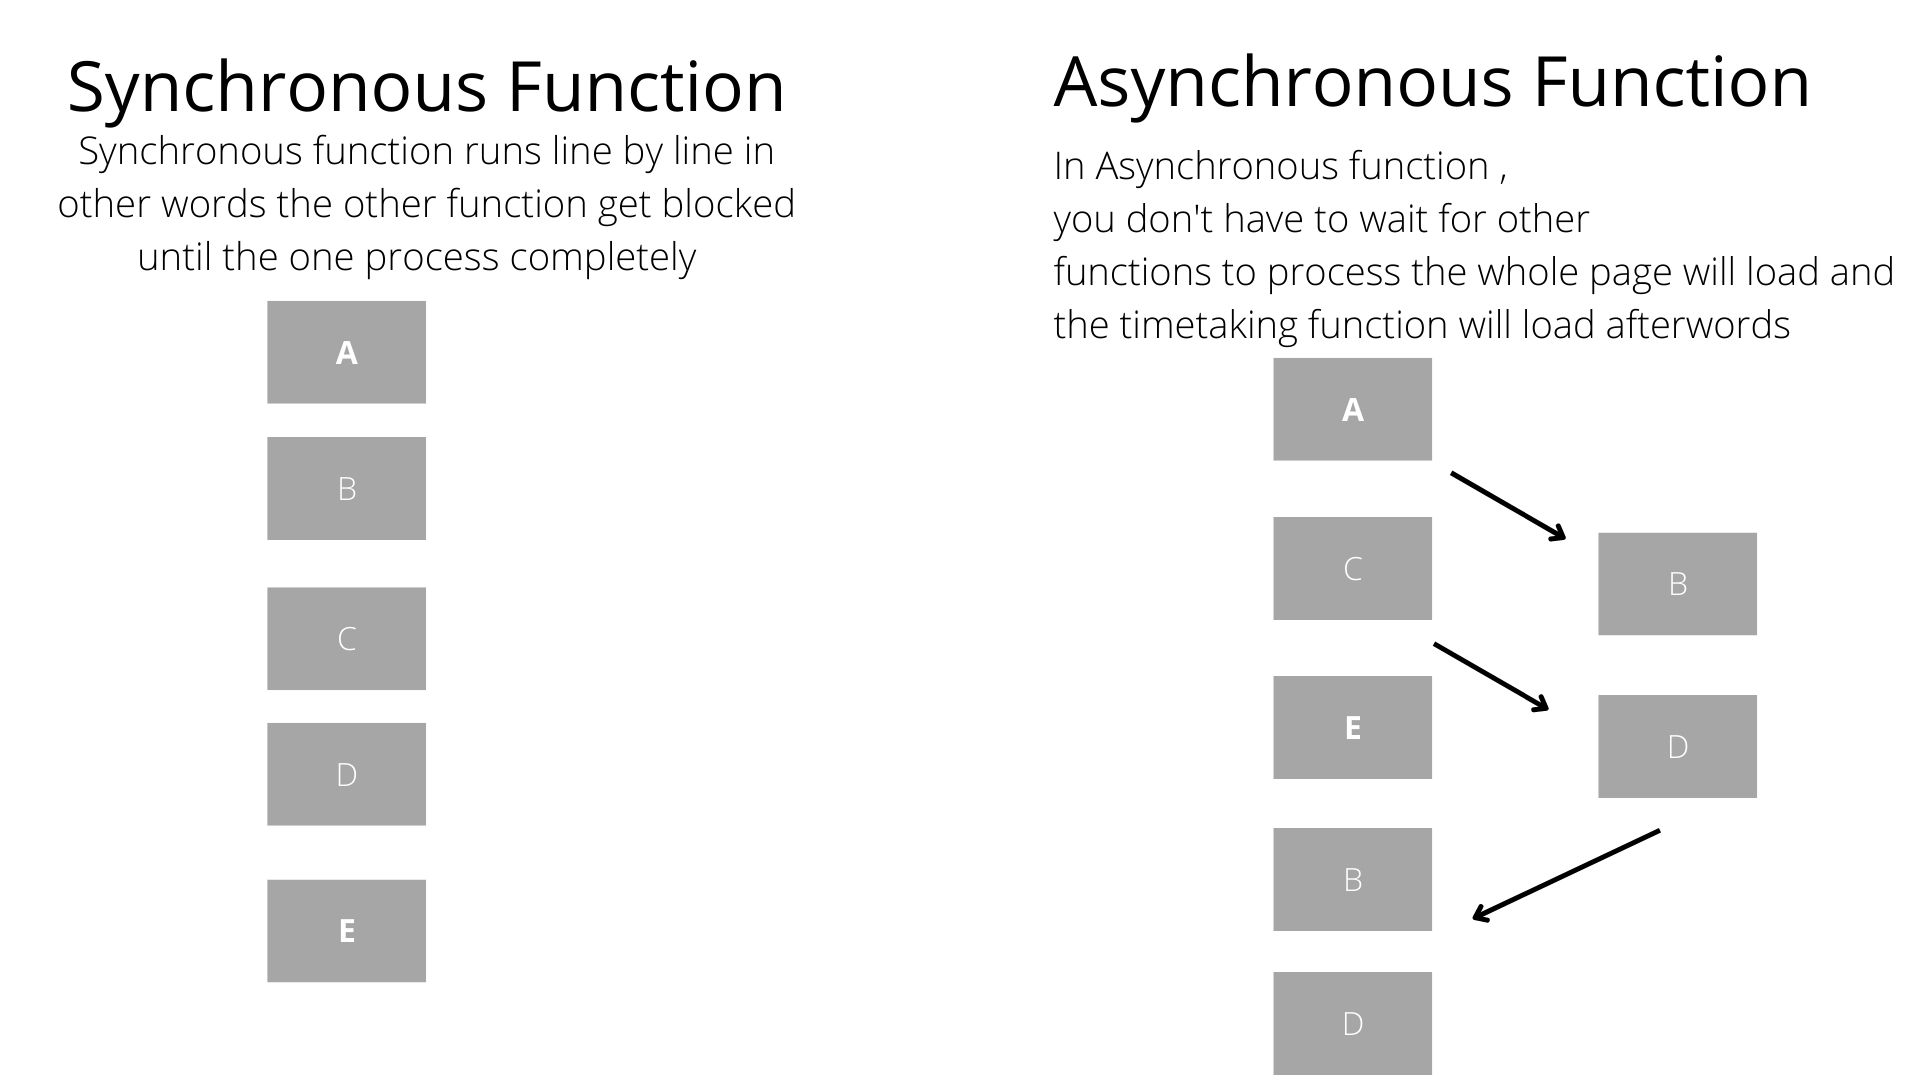 Synchronous Function
Synchronous function runs line by line in
other words the other function get blocked
until the one process completely
A
B
C
D
E
Asynchronous Function
In Asynchronous function ,
you don't have to wait for other
functions to process the whole page will load and
the timetaking function will load afterwords
A
C
B
E
D
B
D